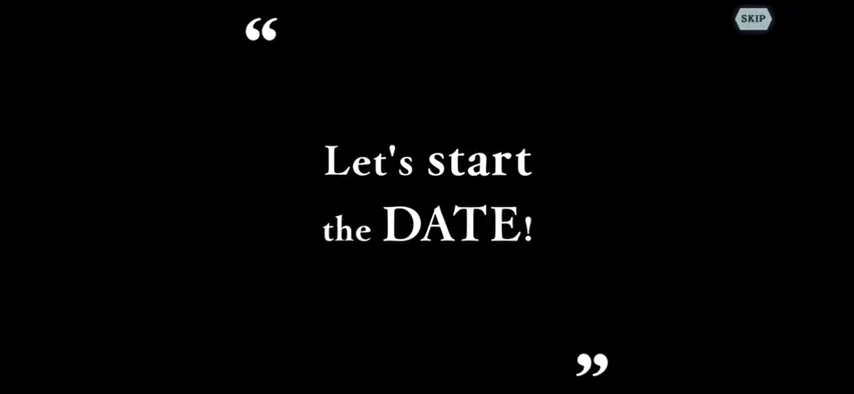 SKIP
“
Let's start
the DATE!
”